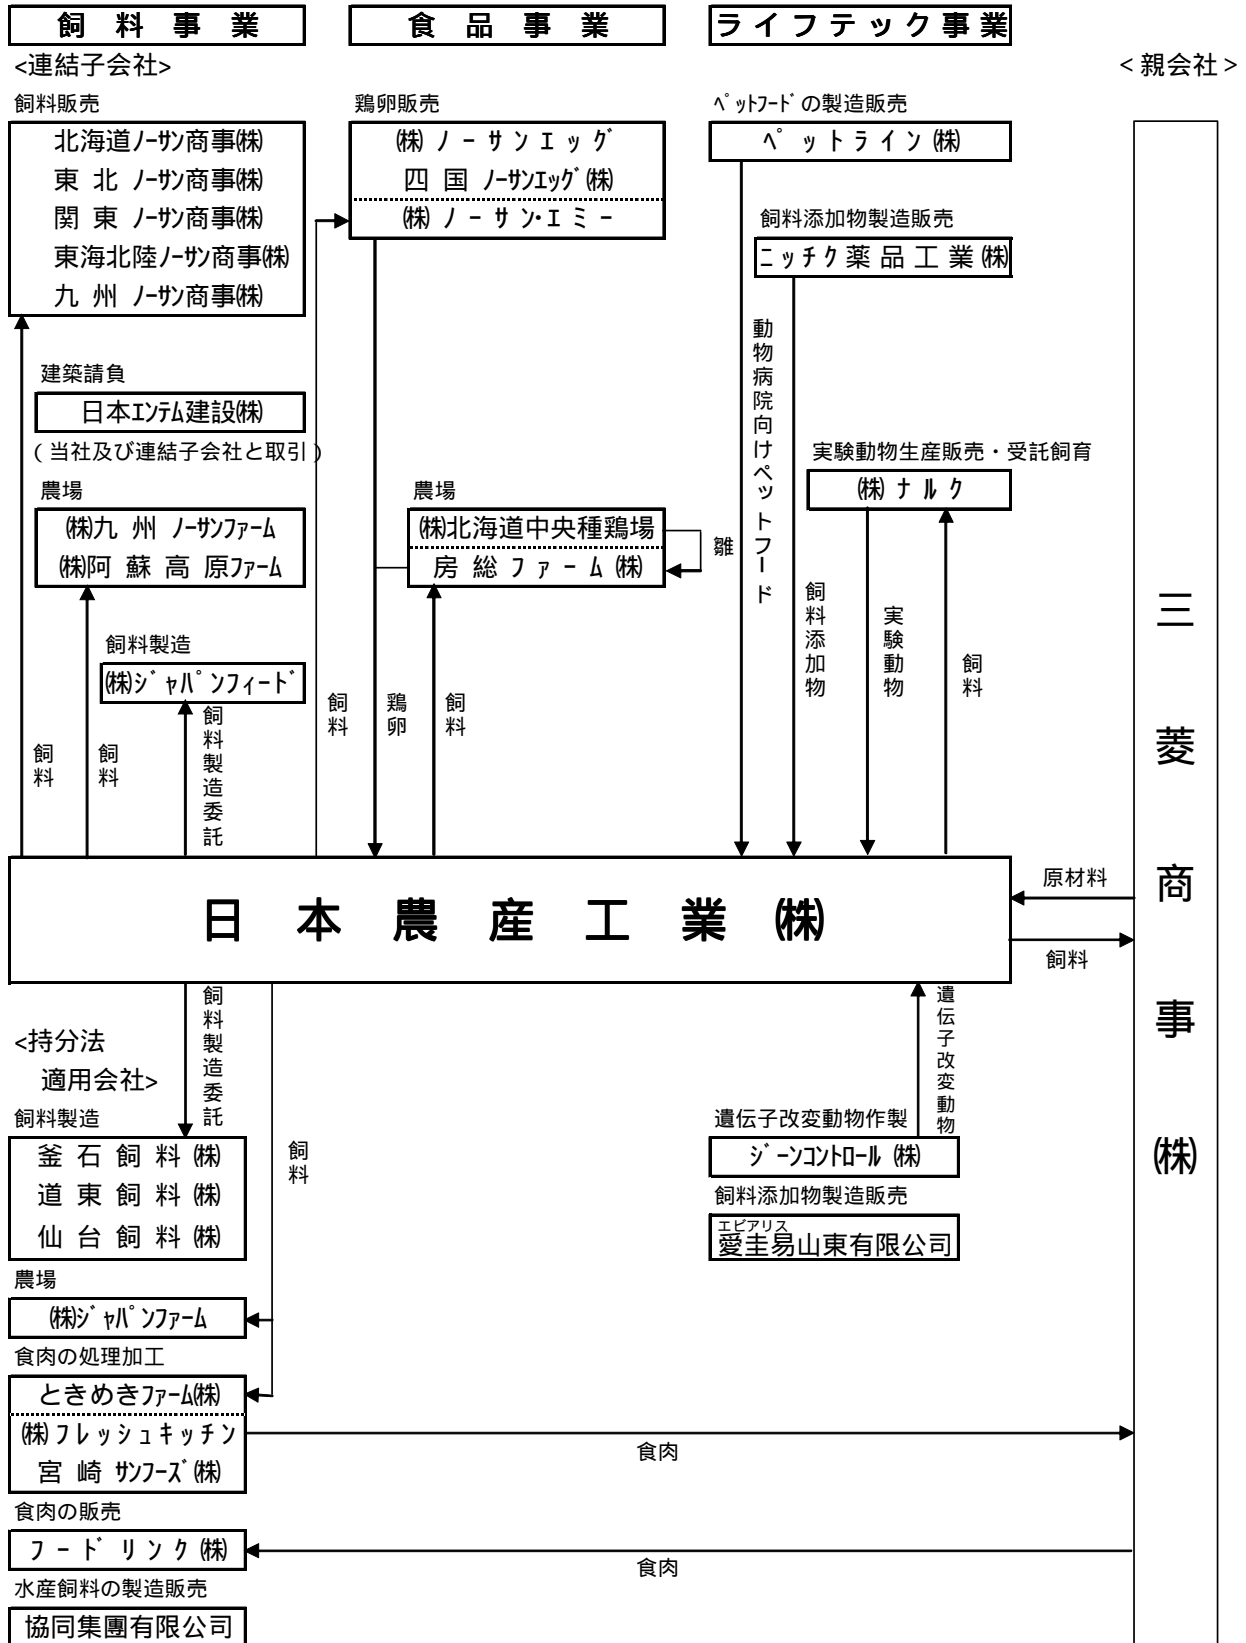 飼料事業
食品事業
ライフテック事業
<連結子会社>
<親会社>
飼料販売
北海道ノーサン商事㈱
東北ノーサン商事㈱
関東ノーサン商事㈱
東海北陸ノーサン商事㈱
九州ノーサン商事㈱
建築請負
日本エンテム建設㈱
(当社及び連結子会社と取引)
農場
㈱九州ノーサンファーム
㈱阿蘇高原ファーム
飼料製造
㈱ジャパンフィード
飼料
飼料
飼料製造委託
鶏卵販売
㈱ノーサンエッグ
四国ノーサンエッグ㈱
㈱ノーサン・エミー
農場
㈱北海道中央種鶏場
房総ファーム㈱
雛
飼料
鶏卵
飼料
ペットフードの製造販売
ペットライン㈱
飼料添加物製造販売
ニッチク薬品工業㈱
動物病院向けペットフード
飼料添加物
実験動物生産販売・受託飼育
㈱ナルク
実験動物
飼料
日本農産工業㈱
原材料
飼料
三菱商事㈱
<持分法
適用会社>
飼料製造委託
飼料
飼料製造
釜石飼料㈱
道東飼料㈱
仙台飼料㈱
農場
㈱ジャパンファーム
食肉の処理加工
ときめきファーム㈱
㈱フレッシュキッチン
宮崎サンフーズ㈱
食肉
食肉の販売
フードリンク㈱
食肉
水産飼料の製造販売
協同集團有限公司
遺伝子改変動物
遺伝子改変動物作製
ジーンコントロール㈱
飼料添加物製造販売
エピアリス
愛圭易山東有限公司